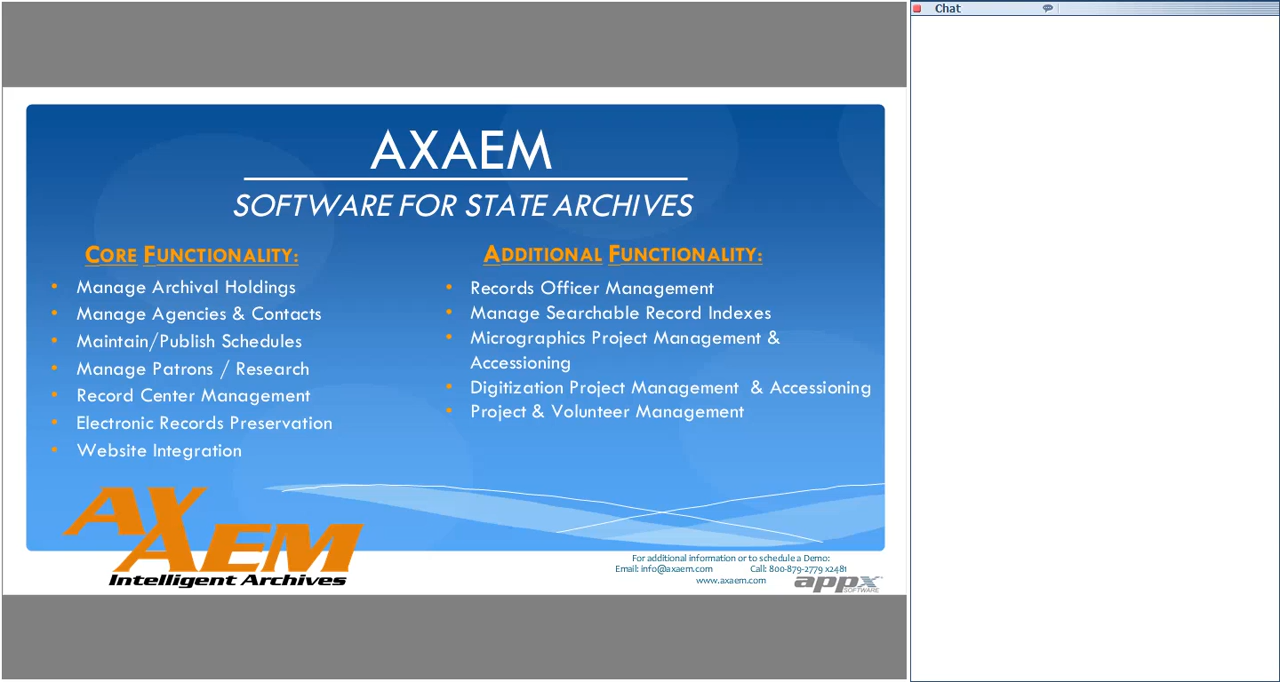 Chat
AXAEM
SOFTWARE FOR STATE ARCHIVES
CORE FUNCTIONALITY:
• Manage Archival Holdings
• Manage Agencies & Contacts
• Maintain/Publish Schedules
• Manage Patrons / Research
• Record Center Management
• Electronic Records Preservation
• Website Integration
ADDITIONAL FUNCTIONALITY:
• Records Officer Management
• Manage Searchable Record Indexes
• Micrographics Project Management &
Accessioning
• Digitization Project Management & Accessioning
• Project & Volunteer Management
AXAEM
Intelligent Archives
For additional information or to schedule a Demo:
Email: info@axaem.com Call: 800-879-2779 x2481
www.axaem.com
appx
SOFTWARE